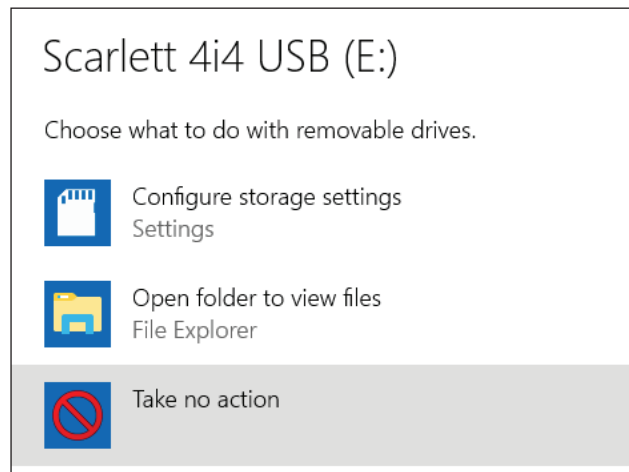 Scarlett 4i4 USB (E:)
Choose what to do with removable drives.
Configure storage settings
Settings
Open folder to view files
File Explorer
Take no action